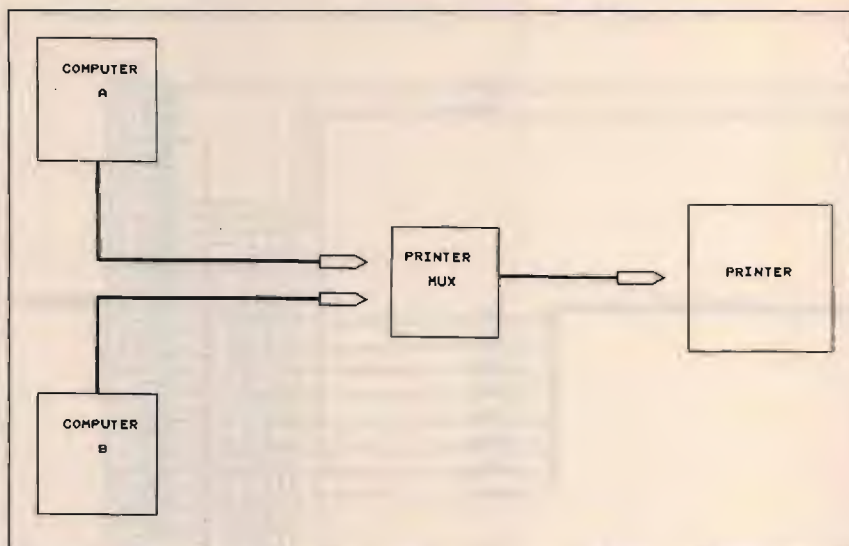 COMPUTER
A
PRINTER
MUX
PRINTER
COMPUTER
B